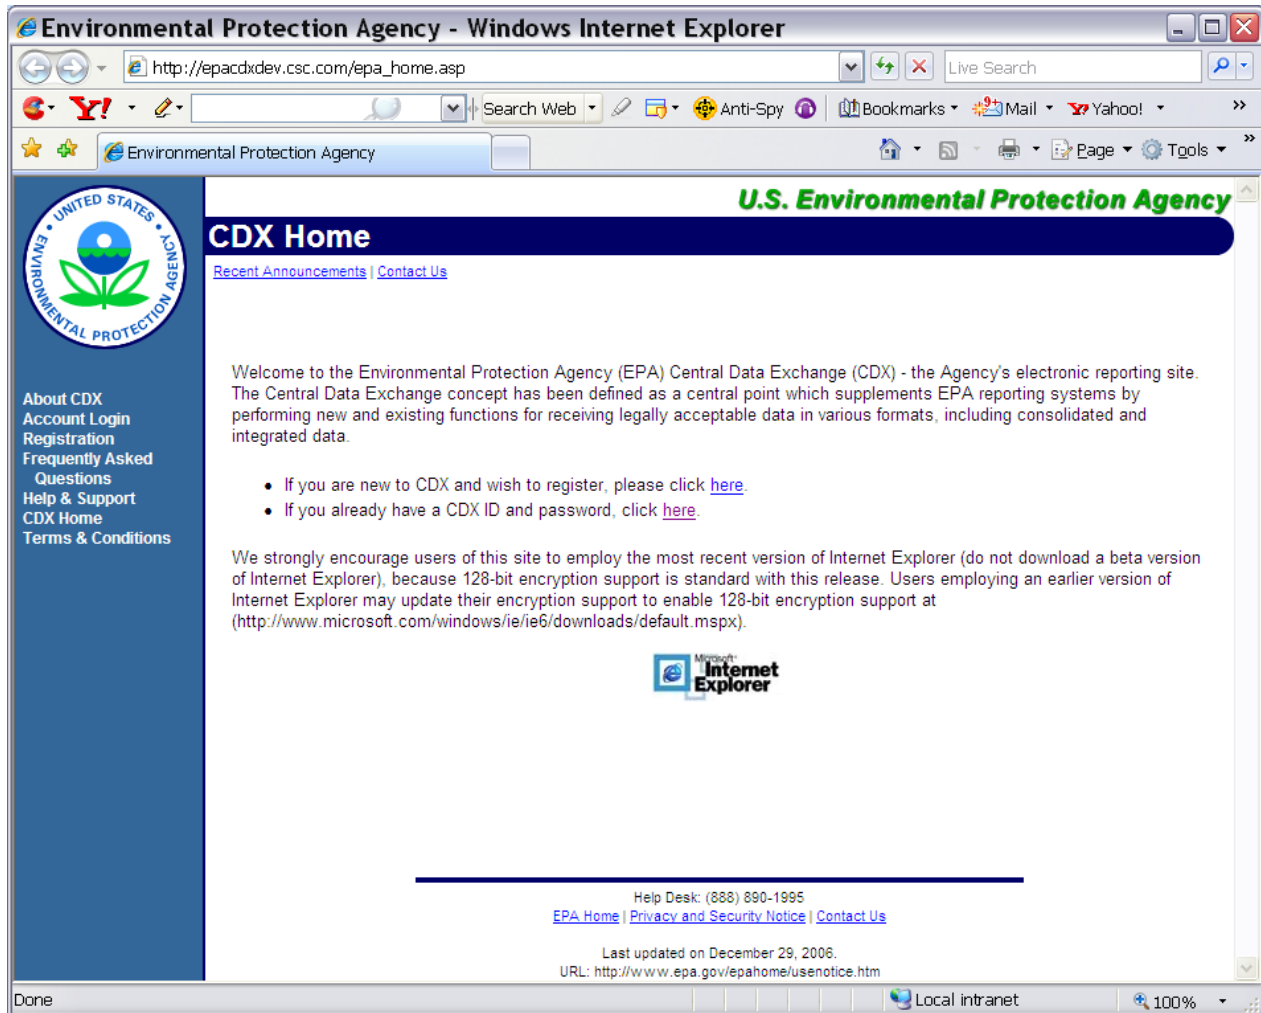 Environmental Protection Agency - Windows Internet Explorer
http://epacdxdev.csc.com/epa_home.asp
Live Search
Y!
Search Web
Anti-Spy
Bookmarks
9+
Mail
Yahoo!
Environmental Protection Agency
Page
Tools
UNITED STATES
ENVIRONMENTAL PROTECTION AGENCY
U.S. Environmental Protection Agency
CDX Home
Recent Announcements | Contact Us
About CDX
Account Login
Registration
Frequently Asked
Questions
Help & Support
CDX Home
Terms & Conditions
Welcome to the Environmental Protection Agency (EPA) Central Data Exchange (CDX) - the Agency's electronic reporting site.
The Central Data Exchange concept has been defined as a central point which supplements EPA reporting systems by
performing new and existing functions for receiving legally acceptable data in various formats, including consolidated and
integrated data.
• If you are new to CDX and wish to register, please click here.
• If you already have a CDX ID and password, click here.
We strongly encourage users of this site to employ the most recent version of Internet Explorer (do not download a beta version
of Internet Explorer), because 128-bit encryption support is standard with this release. Users employing an earlier version of
Internet Explorer may update their encryption support to enable 128-bit encryption support at
(http://www.microsoft.com/windows/ie/ie6/downloads/default.mspx).
Microsoft
Internet
Explorer
Help Desk: (888) 890-1995
EPA Home | Privacy and Security Notice | Contact Us
Last updated on December 29, 2006.
URL: http://www.epa.gov/epahome/usenotice.htm
Done
Local intranet
100%